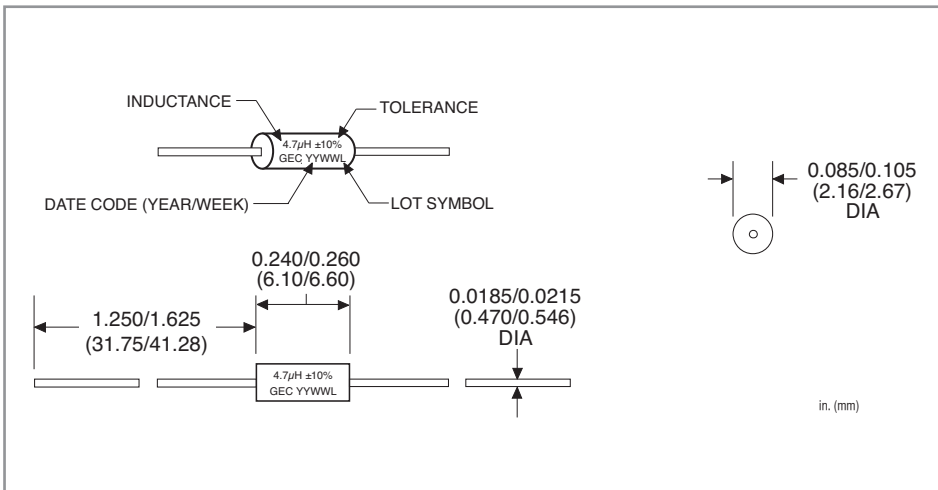 INDUCTANCE
TOLERANCE
4.7µH ±10%
GEC YYWWL
DATE CODE (YEAR/WEEK)
LOT SYMBOL
0.085/0.105
(2.16/2.67)
DIA
0.240/0.260
(6.10/6.60)
1.250/1.625
(31.75/41.28)
0.0185/0.0215
(0.470/0.546)
DIA
4.7µH ±10%
GEC YYWWL
in. (mm)